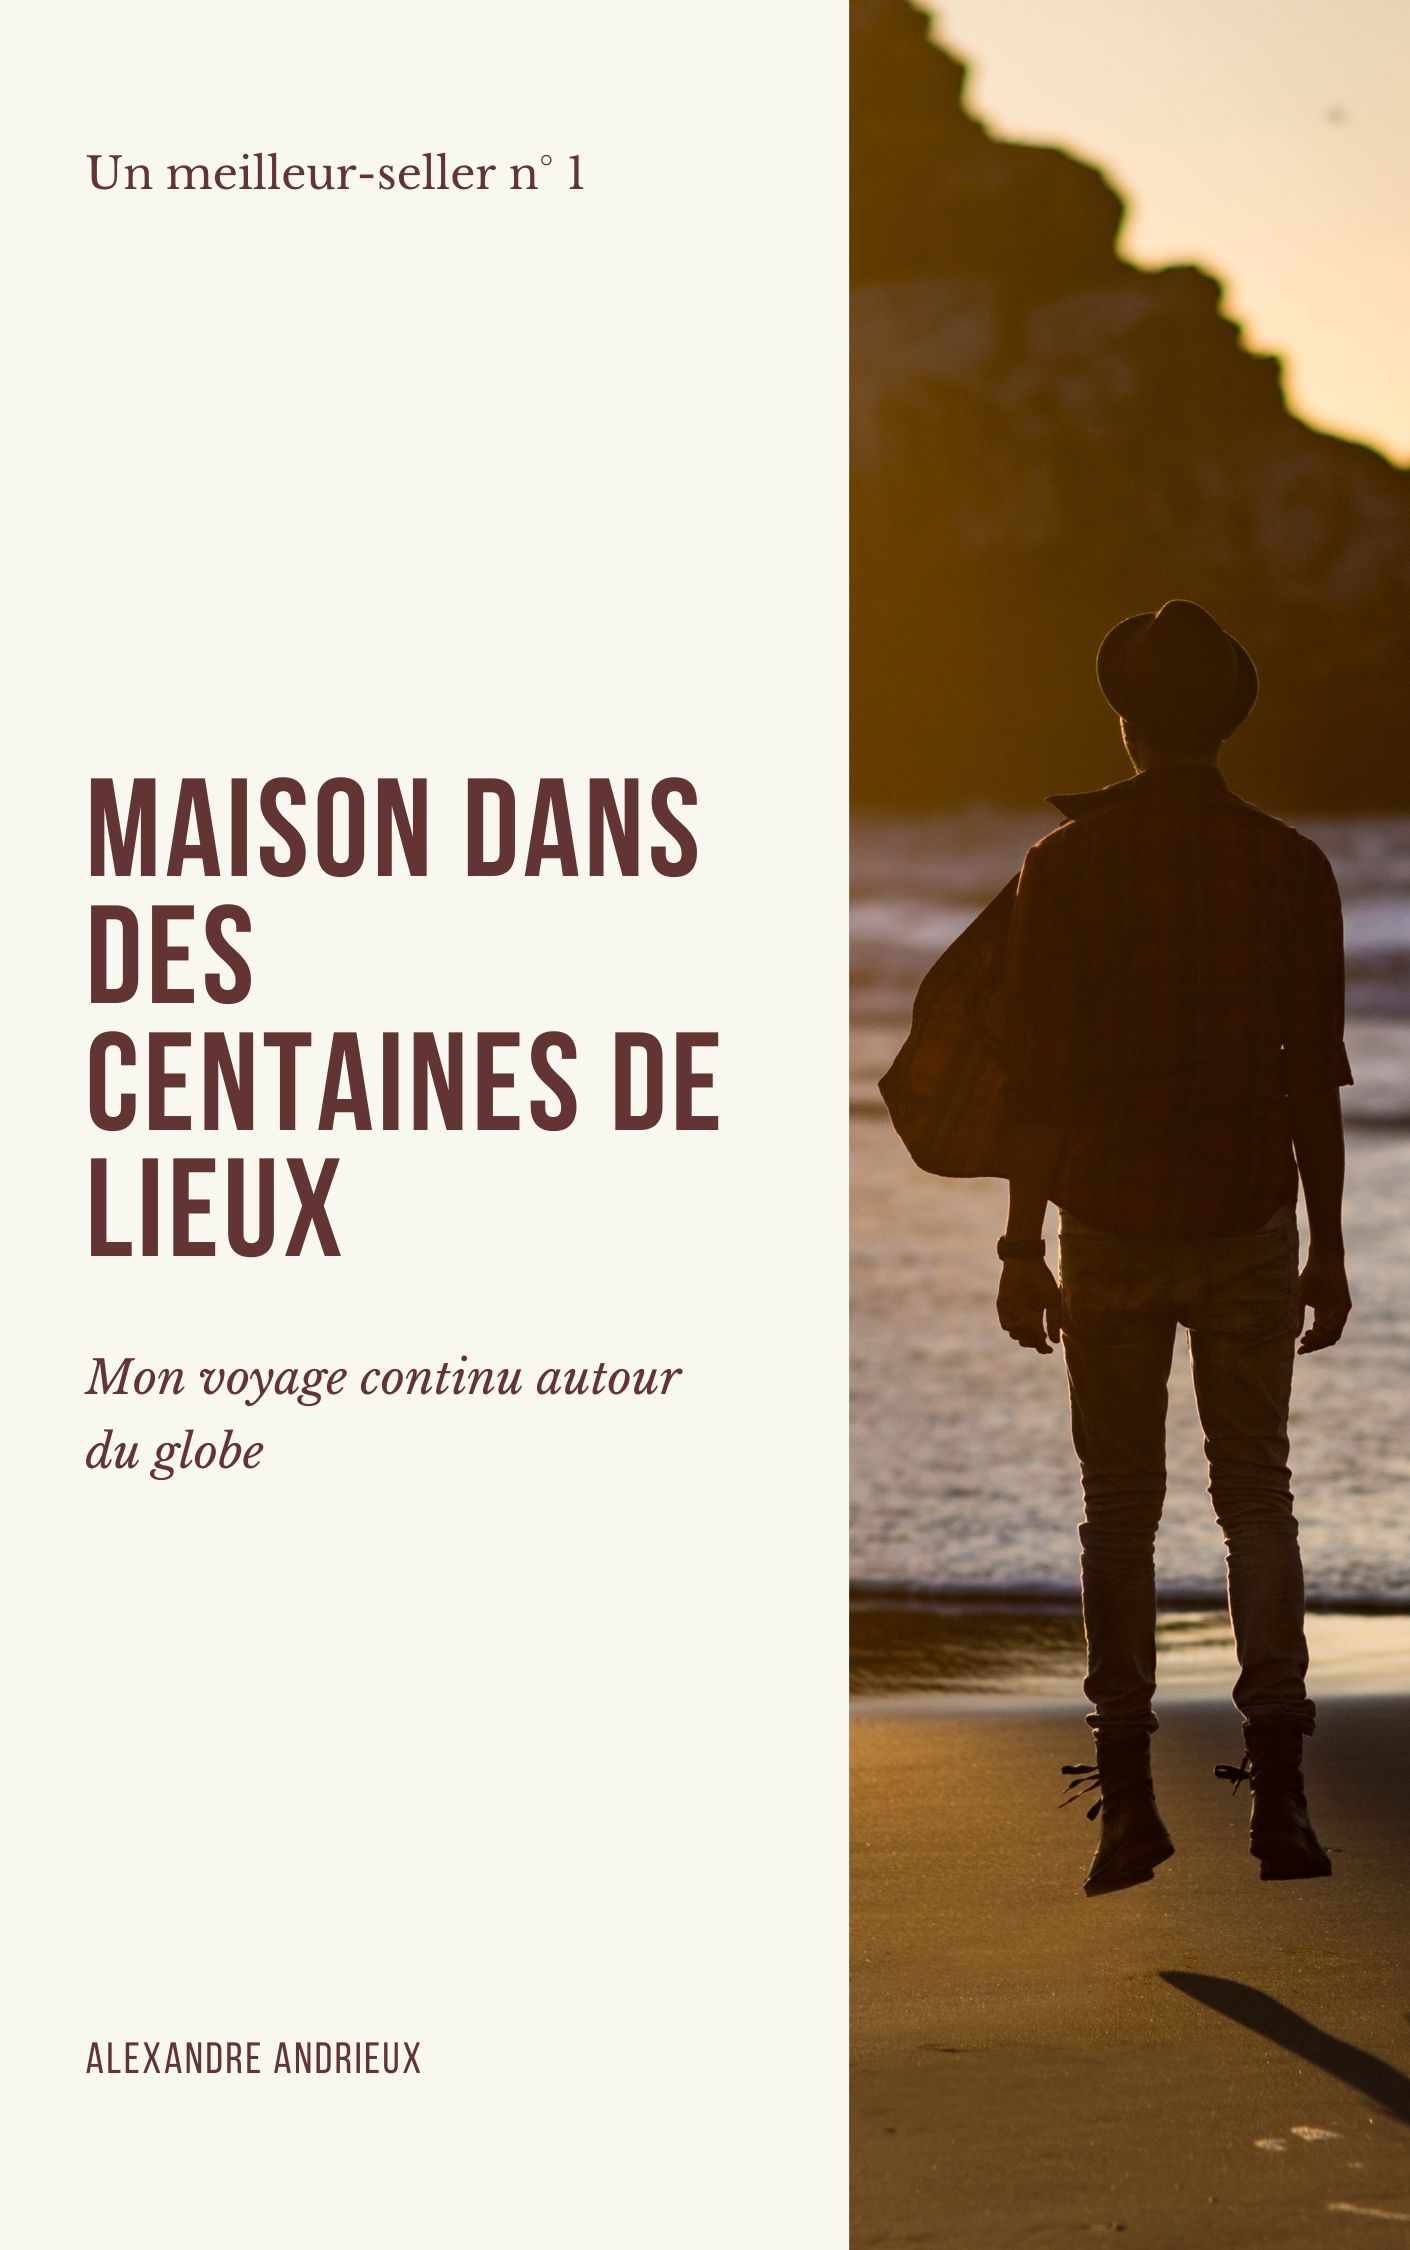 Un meilleur-seller n° 1
MAISON DANS
DES
CENTAINES DE
LIEUX
Mon voyage continu autour
du globe
ALEXANDRE ANDRIEUX